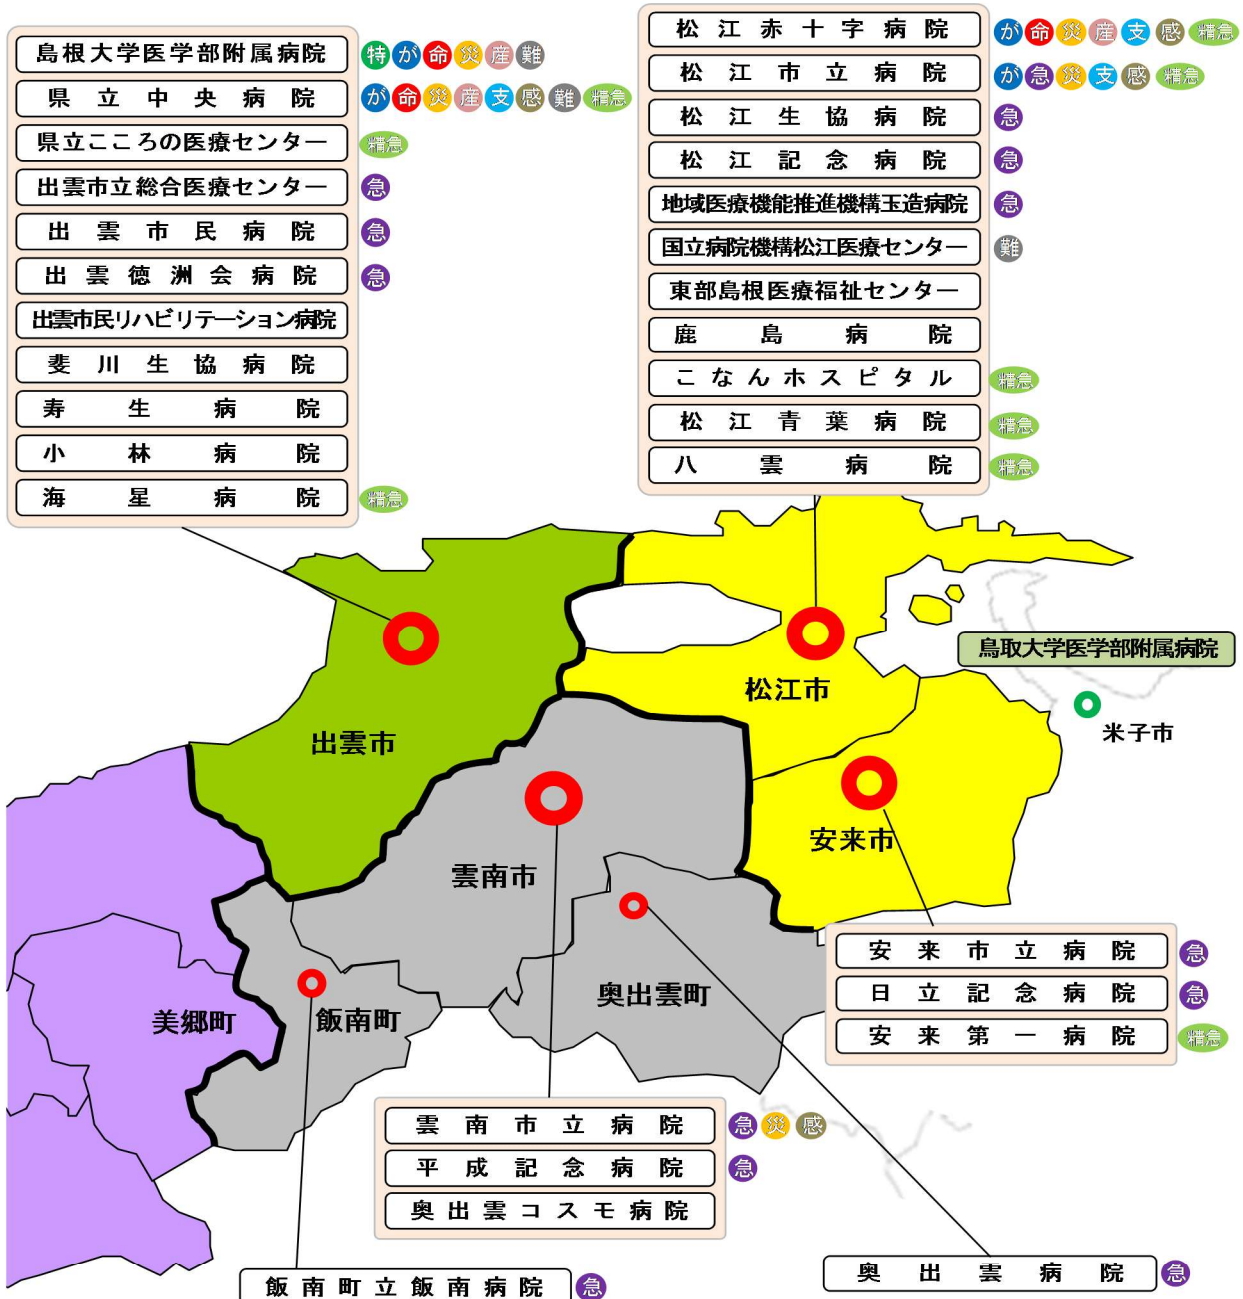 島根大学医学部附属病院 特 が 命 災 産 難
県立中央病院 が 命 災 産 支 感 難 精急
県立こころの医療センター 精急
出雲市立総合医療センター 急
出雲市民病院 急
出雲徳洲会病院 急
出雲市民リハビリテーション病院
斐川生協病院
寿生病院
小林病院
海星病院 精急
松江赤十字病院 が 命 災 産 支 感 精急
松江市立病院 が 急 災 支 感 精急
松江生協病院 急
松江記念病院 急
地域医療機能推進機構玉造病院 急
国立病院機構松江医療センター 難
東部島根医療福祉センター
鹿島病院
こなんホスピタル 精急
松江青葉病院 精急
八雲病院 精急
鳥取大学医学部附属病院
米子市
松江市
出雲市
安来市
雲南市
奥出雲町
飯南町
美郷町
安来市立病院 急
日立記念病院 急
安来第一病院 精急
雲南市立病院 急 災 感
平成記念病院 急
奥出雲コスモ病院
飯南町立飯南病院 急
奥出雲病院 急